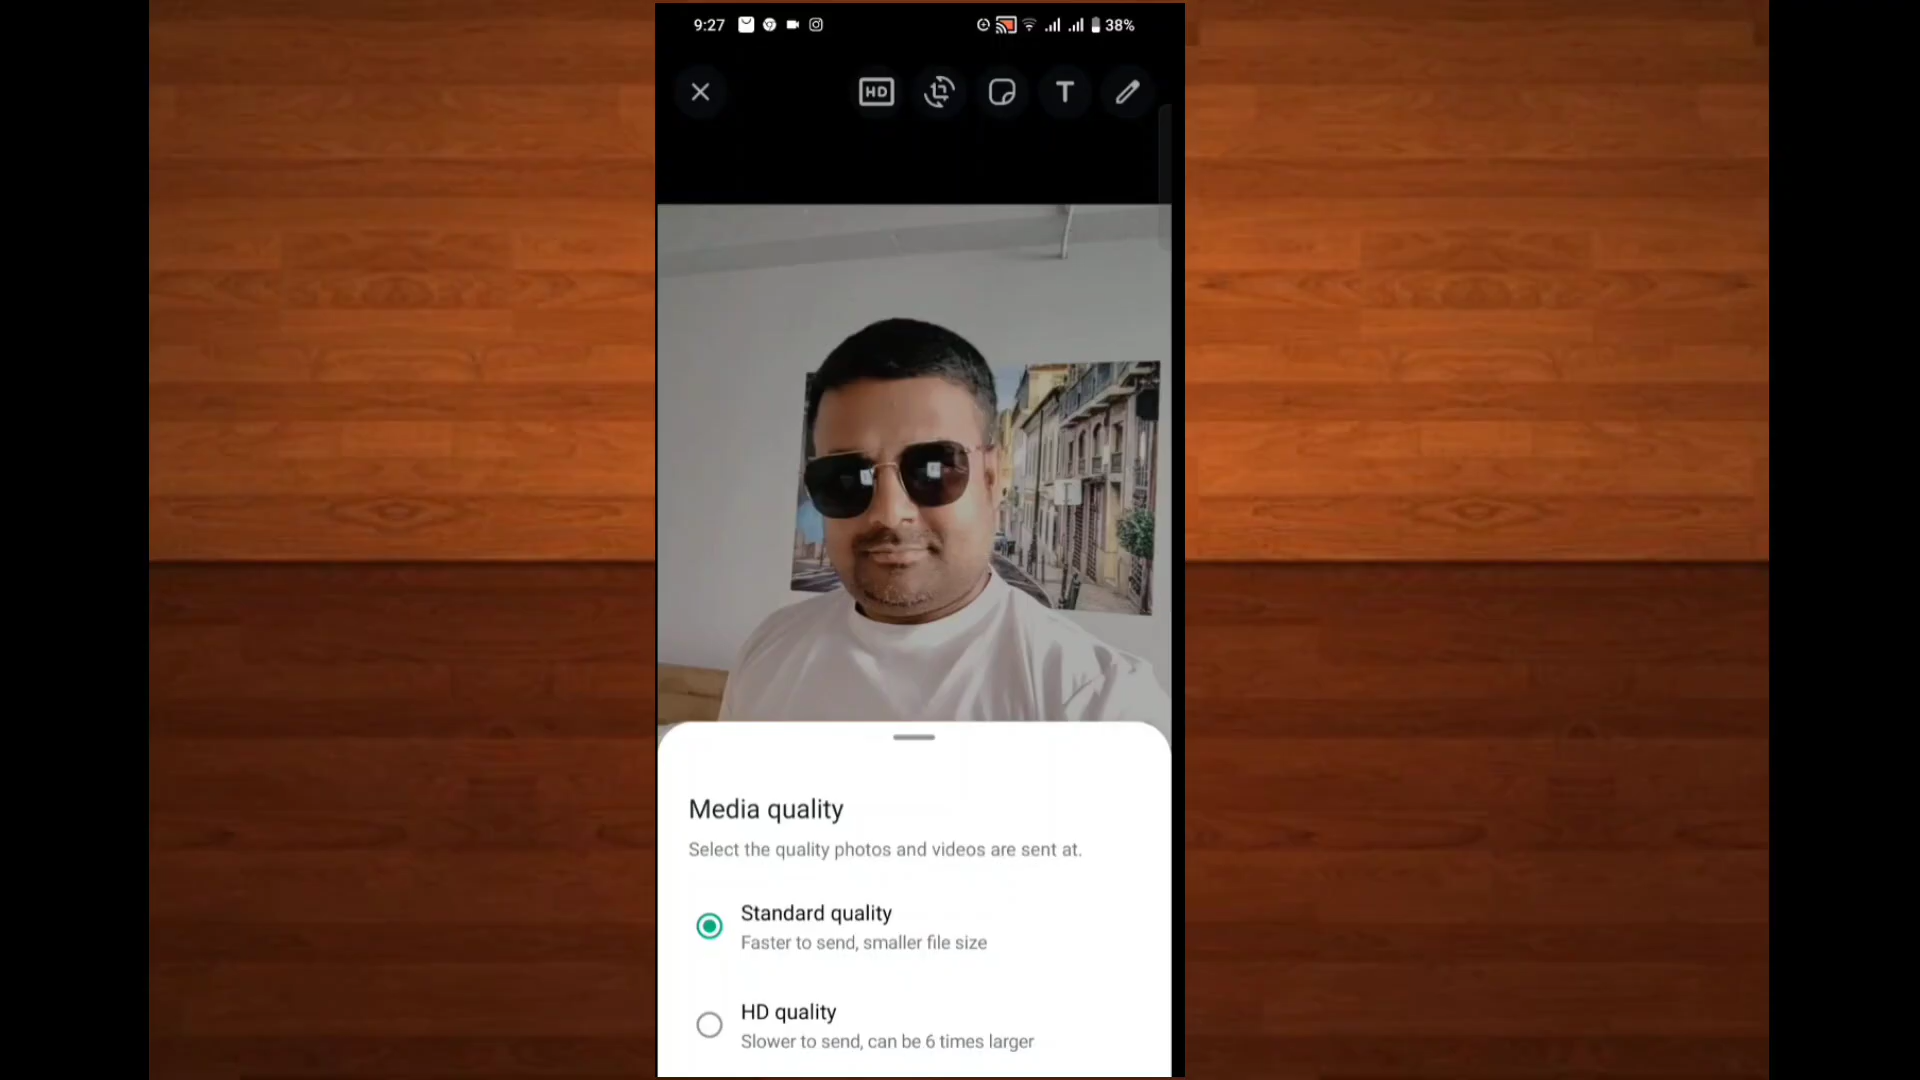 9:27
38%
HD
T
Media quality
Select the quality photos and videos are sent at.
Standard quality
Faster to send, smaller file size
HD quality
Slower to send, can be 6 times larger